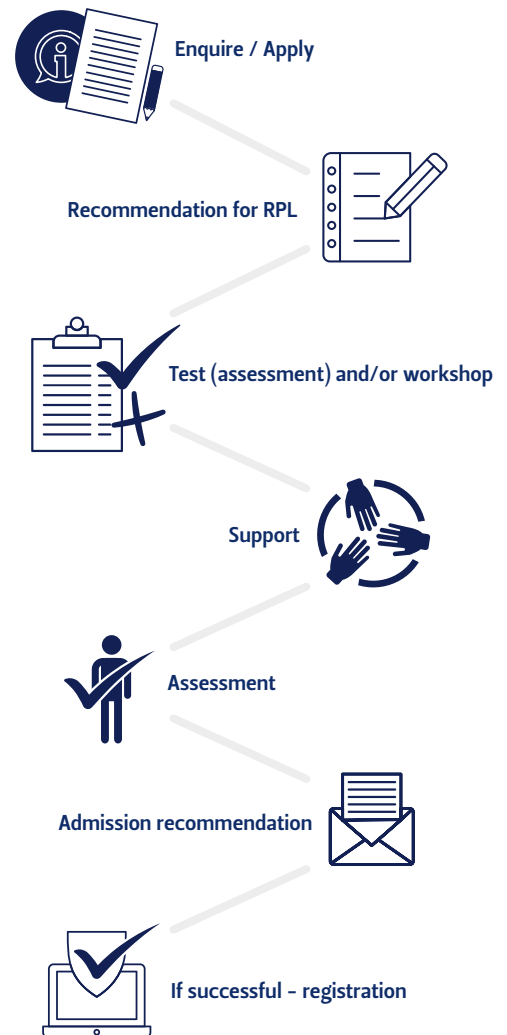 Enquire / Apply
Recommendation for RPL
Test (assessment) and/or workshop
Support
Assessment
Admission recommendation
If successful – registration